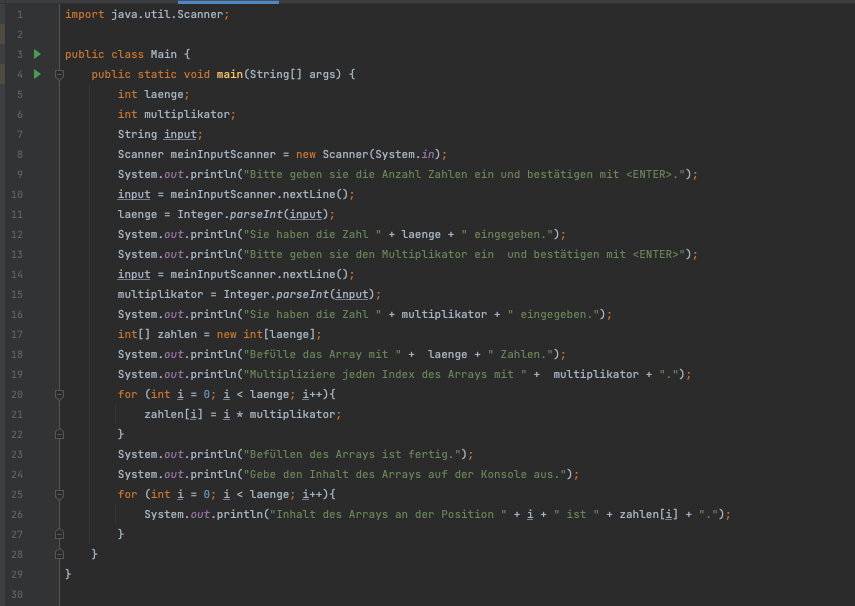 1 import java.util.Scanner;
2
3 public class Main {
4     public static void main(String[] args) {
5         int laenge;
6         int multiplikator;
7         String input;
8         Scanner meinInputScanner = new Scanner(System.in);
9         System.out.println("Bitte geben sie die Anzahl Zahlen ein und bestätigen mit <ENTER>.");
10         input = meinInputScanner.nextLine();
11         laenge = Integer.parseInt(input);
12         System.out.println("Sie haben die Zahl " + laenge + " eingegeben.");
13         System.out.println("Bitte geben sie den Multiplikator ein  und bestätigen mit <ENTER>");
14         input = meinInputScanner.nextLine();
15         multiplikator = Integer.parseInt(input);
16         System.out.println("Sie haben die Zahl " + multiplikator + " eingegeben.");
17         int[] zahlen = new int[laenge];
18         System.out.println("Befülle das Array mit " +  laenge + " Zahlen.");
19         System.out.println("Multipliziere jeden Index des Arrays mit " +  multiplikator + ".");
20         for (int i = 0; i < laenge; i++){
21             zahlen[i] = i * multiplikator;
22         }
23         System.out.println("Befüllen des Arrays ist fertig.");
24         System.out.println("Gebe den Inhalt des Arrays auf der Konsole aus.");
25         for (int i = 0; i < laenge; i++){
26             System.out.println("Inhalt des Arrays an der Position " + i + " ist " + zahlen[i] + ".");
27         }
28     }
29 }
30